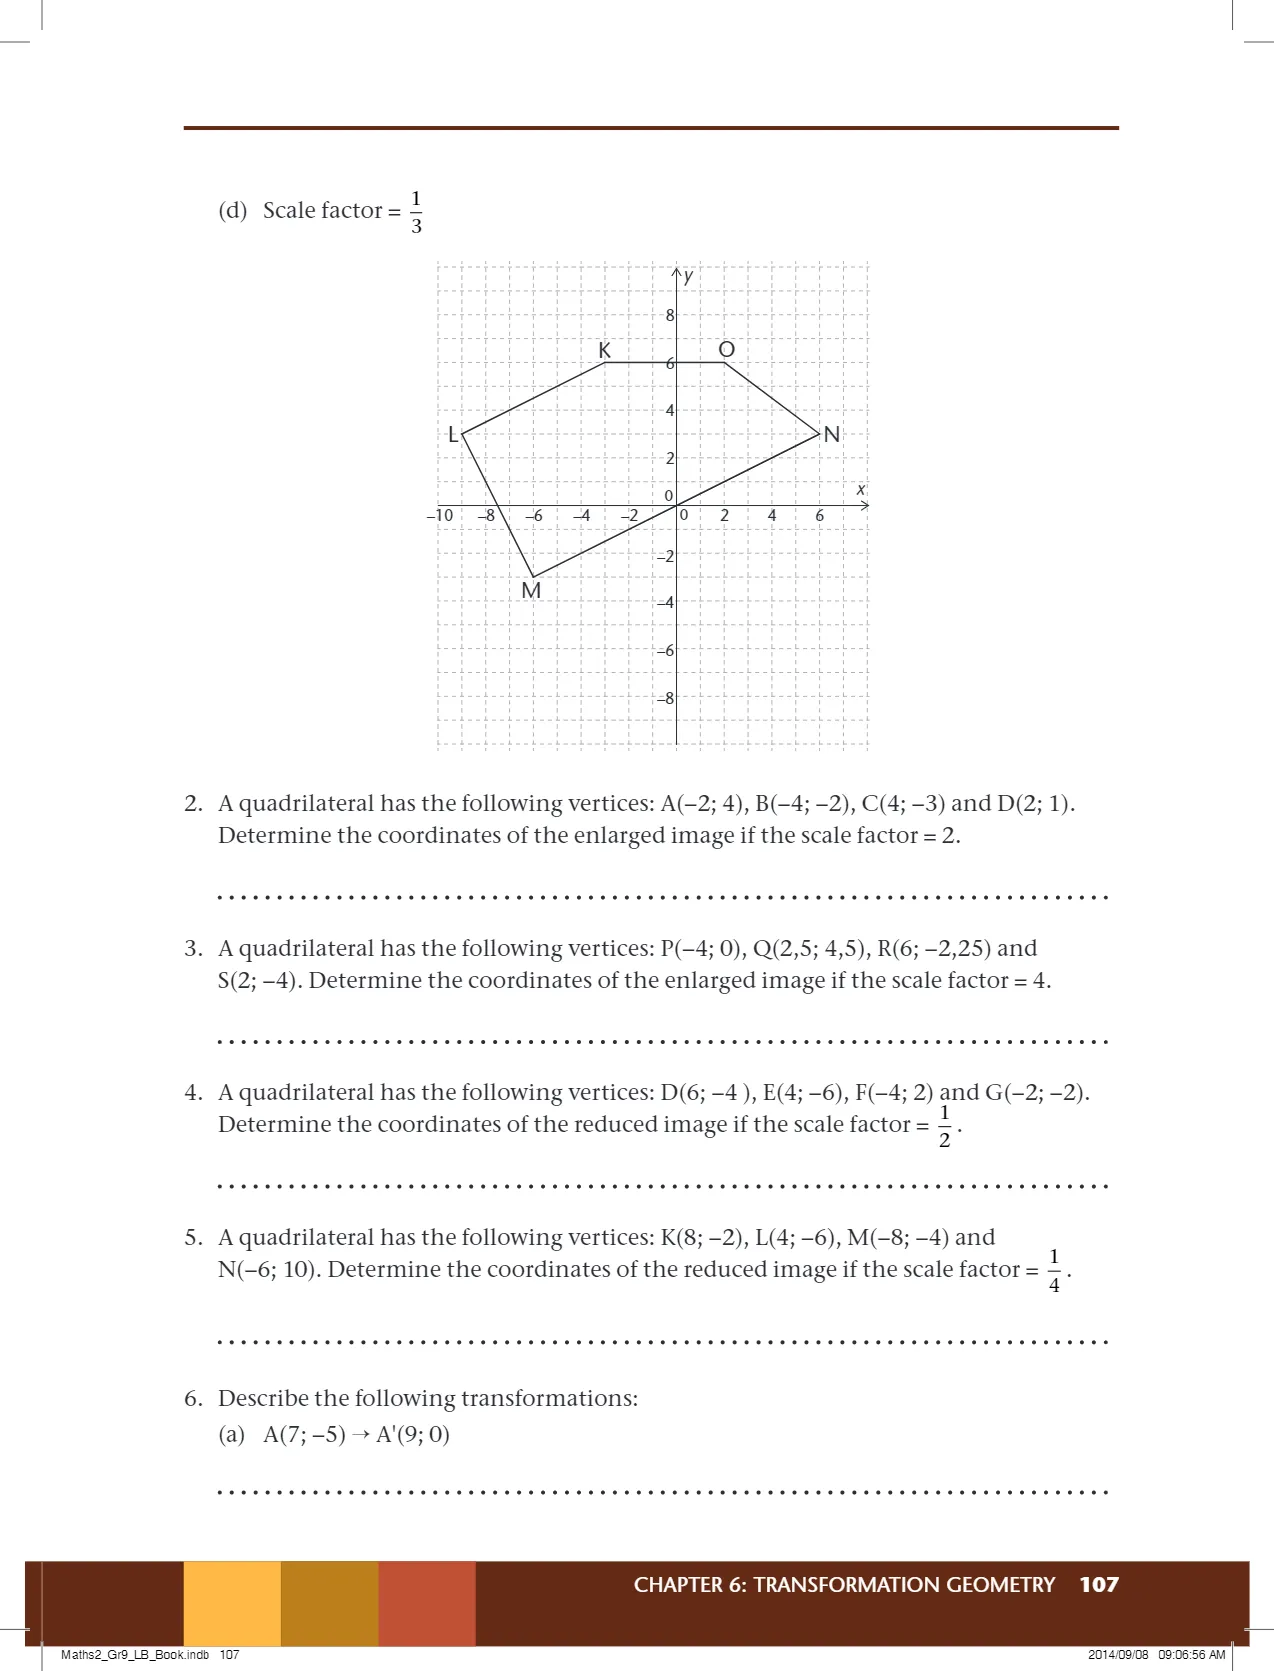 (d) Scale factor = 1/3
y
8
K
O
6
4
L
N
2
0
x
–10 –8 –6 –4 –2 0 2 4 6
–2
M
–4
–6
–8
2. A quadrilateral has the following vertices: A(–2; 4), B(–4; –2), C(4; –3) and D(2; 1).
Determine the coordinates of the enlarged image if the scale factor = 2.
3. A quadrilateral has the following vertices: P(–4; 0), Q(2,5; 4,5), R(6; –2,25) and
S(2; –4). Determine the coordinates of the enlarged image if the scale factor = 4.
4. A quadrilateral has the following vertices: D(6; –4 ), E(4; –6), F(–4; 2) and G(–2; –2).
Determine the coordinates of the reduced image if the scale factor = 1/2.
5. A quadrilateral has the following vertices: K(8; –2), L(4; –6), M(–8; –4) and
N(–6; 10). Determine the coordinates of the reduced image if the scale factor = 1/4.
6. Describe the following transformations:
(a) A(7; –5) → A'(9; 0)
CHAPTER 6: TRANSFORMATION GEOMETRY 107
Maths2_Gr9_LB_Book.indb 107
2014/09/08 09:06:56 AM